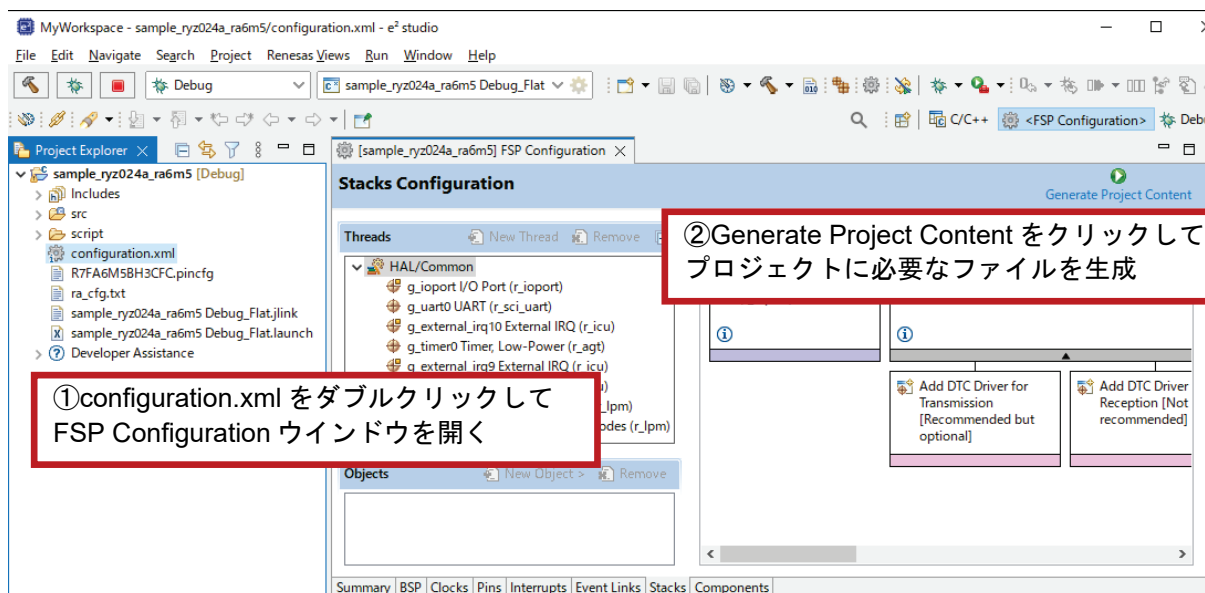 MyWorkspace - sample_ryz024a_ra6m5/configuration.xml - e² studio
File Edit Navigate Search Project Renesas Views Run Window Help
Debug
sample_ryz024a_ra6m5 Debug_Flat
C/C++
<FSP Configuration>
Project Explorer
[sample_ryz024a_ra6m5] FSP Configuration
sample_ryz024a_ra6m5 [Debug]
Includes
src
script
configuration.xml
R7FA6M5BH3CFC.pincfg
ra_cfg.txt
sample_ryz024a_ra6m5 Debug_Flat.jlink
sample_ryz024a_ra6m5 Debug_Flat.launch
Developer Assistance
①configuration.xml をダブルクリックして
FSP Configuration ウインドウを開く
Stacks Configuration
Generate Project Content
②Generate Project Content をクリックして
プロジェクトに必要なファイルを生成
Threads
New Thread
Remove
HAL/Common
g_ioport I/O Port (r_ioport)
g_uart0 UART (r_sci_uart)
g_external_irq10 External IRQ (r_icu)
g_timer0 Timer, Low-Power (r_agt)
g_external_irq9 External IRQ (r_icu)
_lpm)
odes (r_lpm)
Add DTC Driver for
Transmission
[Recommended but
optional]
Add DTC Driver
Reception [Not
recommended]
Objects
New Object >
Remove
Summary BSP Clocks Pins Interrupts Event Links Stacks Components